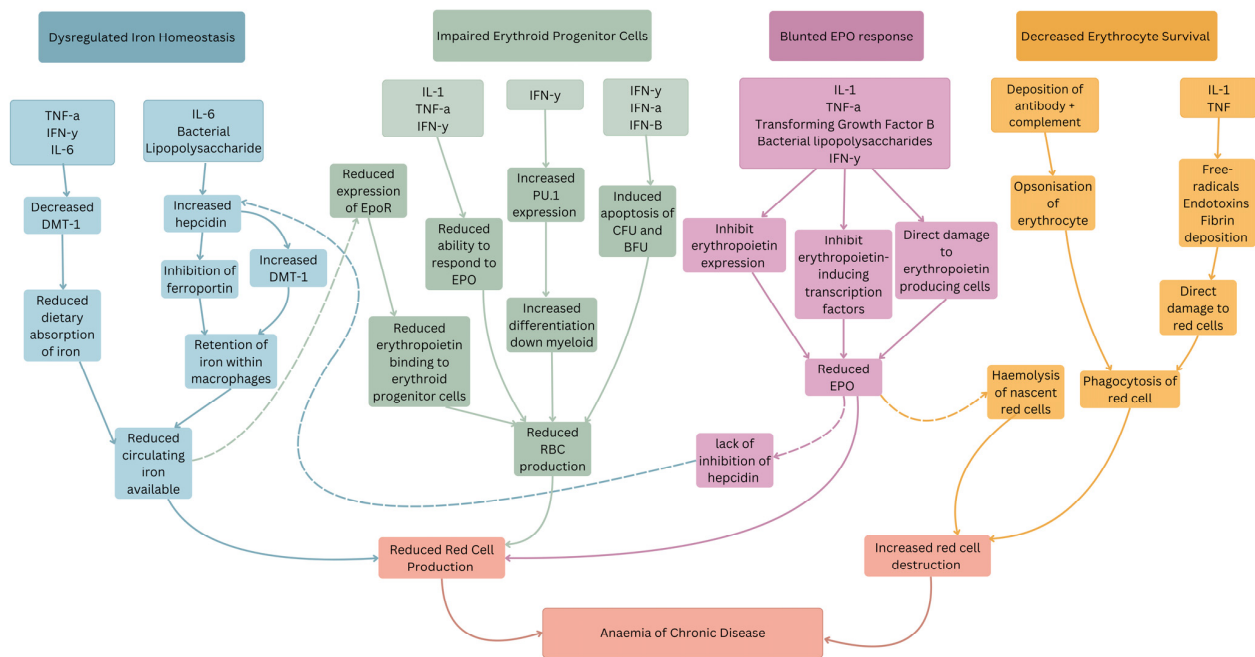 Dysregulated Iron Homeostasis
Impaired Erythroid Progenitor Cells
Blunted EPO response
Decreased Erythrocyte Survival
TNF-a
IFN-y
IL-6
IL-6
Bacterial
Lipopolysaccharide
IL-1
TNF-a
IFN-y
IFN-y
IFN-y
IFN-a
IFN-B
IL-1
TNF-a
Transforming Growth Factor B
Bacterial lipopolysaccharides
IFN-y
Deposition of
antibody +
complement
IL-1
TNF
Decreased
DMT-1
Increased
hepcidin
Reduced
expression
of EpoR
Reduced
ability to
respond to
EPO
Increased
PU.1
expression
Induced
apoptosis of
CFU and
BFU
Inhibit
erythropoietin
expression
Inhibit
erythropoietin-
inducing
transcription
factors
Direct damage
to
erythropoietin
producing cells
Opsonisation
of
erythrocyte
Free-
radicals
Endotoxins
Fibrin
deposition
Inhibition of
ferroportin
Increased
DMT-1
Reduced
dietary
absorption
of iron
Retention of
iron within
macrophages
Reduced
erythropoietin
binding to
erythroid
progenitor cells
Increased
differentiation
down myeloid
Direct
damage to
red cells
Reduced
EPO
Haemolysis
of nascent
red cells
Phagocytosis of
red cell
Reduced
circulating
iron
available
Reduced
RBC
production
lack of
inhibition of
hepcidin
Reduced Red Cell
Production
Increased red cell
destruction
Anaemia of Chronic Disease